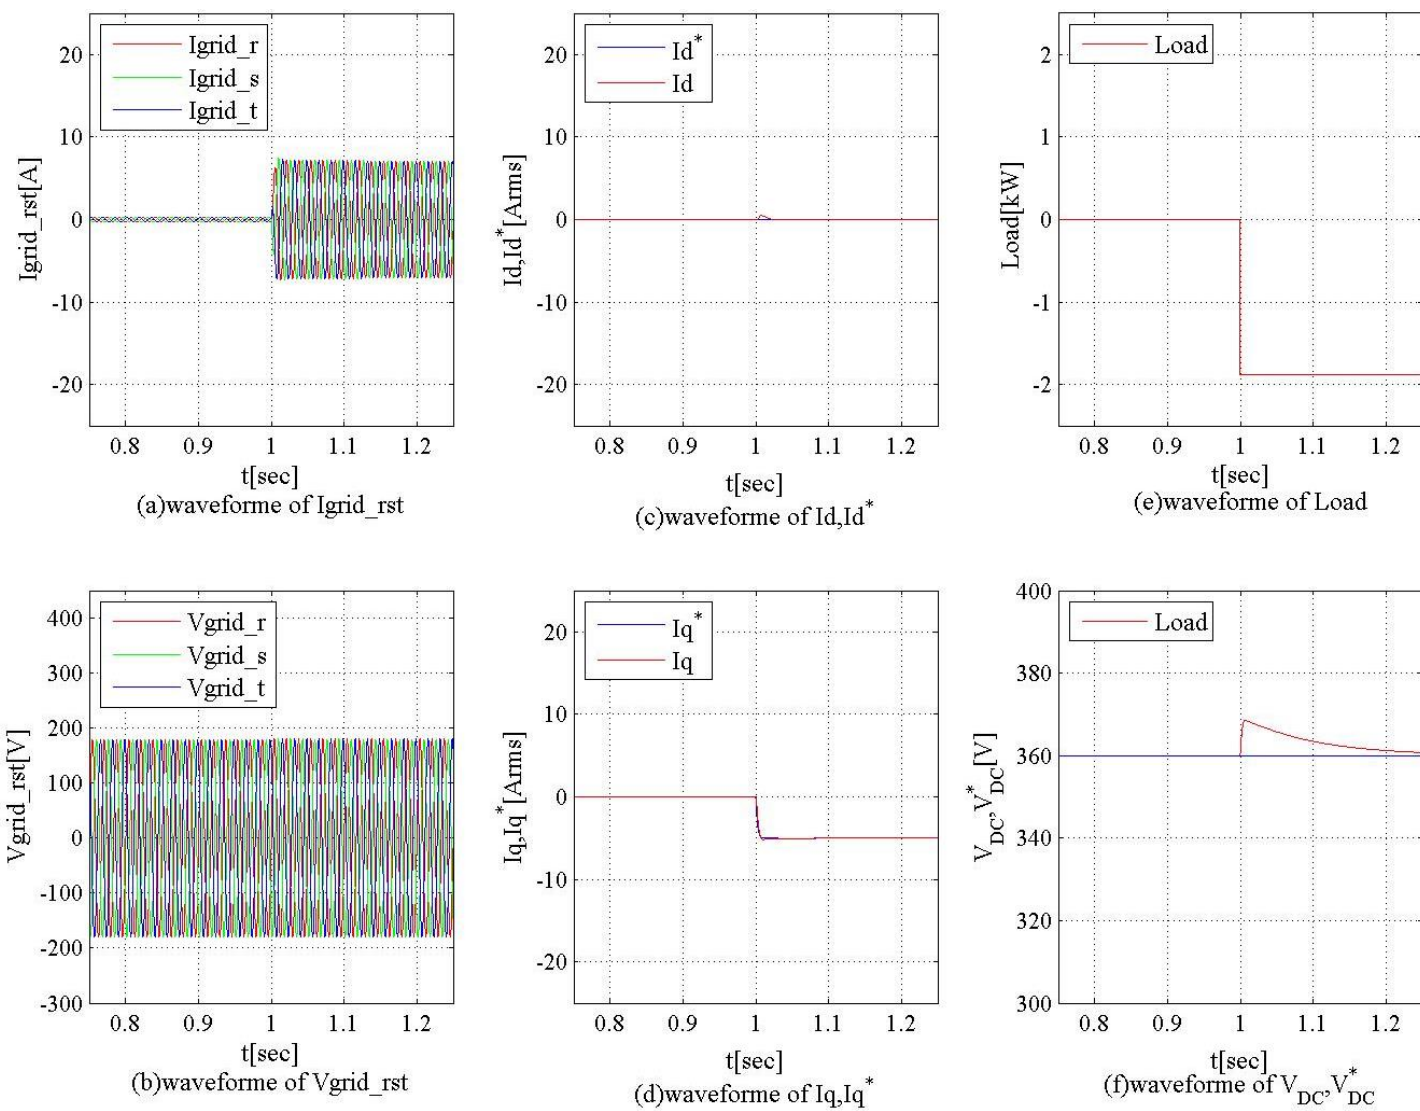 Igrid_r
Igrid_s
Igrid_t
Igrid_rst[A]
20
10
0
-10
-20
0.8 0.9 1 1.1 1.2
t[sec]
(a)waveforme of Igrid_rst
Id*
Id
Id,Id* [Arms]
20
10
0
-10
-20
0.8 0.9 1 1.1 1.2
t[sec]
(c)waveforme of Id,Id*
Load
Load[kW]
2
1
0
-1
-2
0.8 0.9 1 1.1 1.2
t[sec]
(e)waveforme of Load
Vgrid_r
Vgrid_s
Vgrid_t
Vgrid_rst[V]
400
300
200
100
0
-100
-200
-300
0.8 0.9 1 1.1 1.2
t[sec]
(b)waveforme of Vgrid_rst
Iq*
Iq
Iq,Iq* [Arms]
20
10
0
-10
-20
0.8 0.9 1 1.1 1.2
t[sec]
(d)waveforme of Iq,Iq*
Load
V_DC, V*_DC[V]
400
380
360
340
320
300
0.8 0.9 1 1.1 1.2
t[sec]
(f)waveforme of V_DC,V*_DC